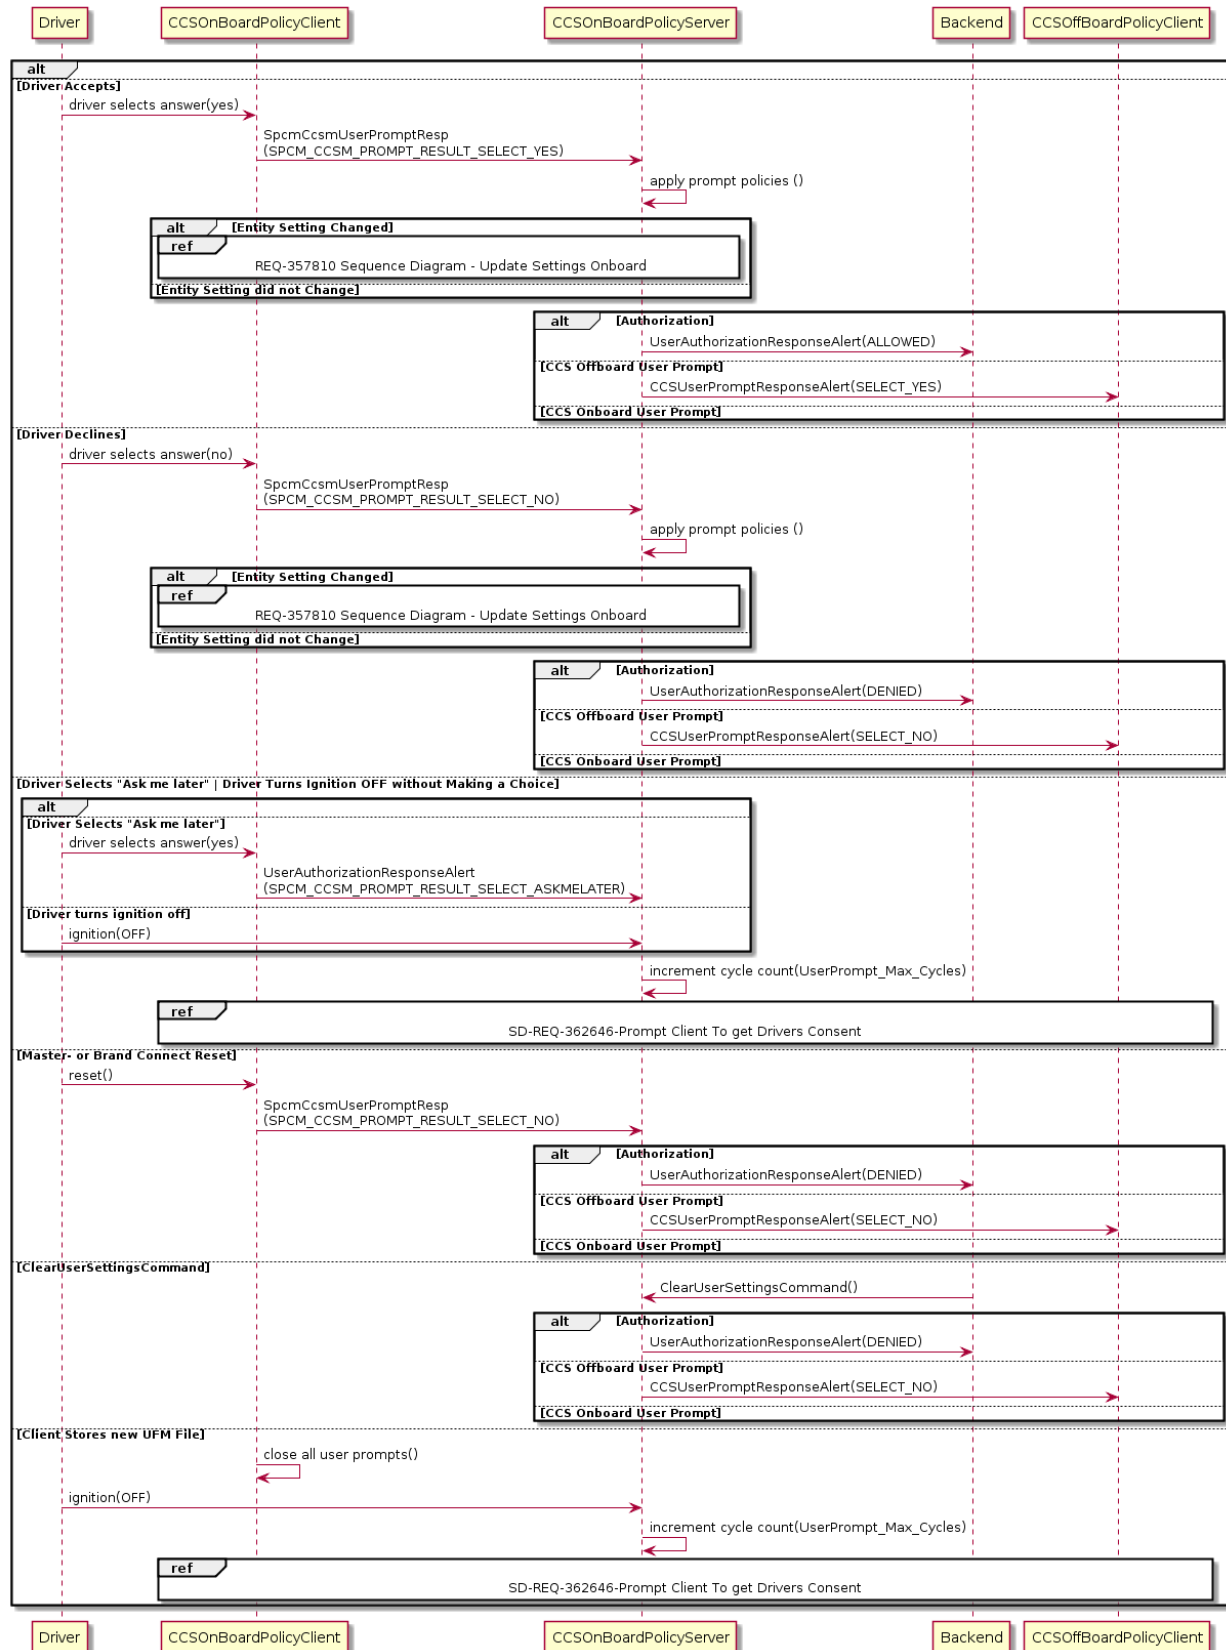 Driver CCSOnBoardPolicyClient CCSOnBoardPolicyServer Backend CCSOffBoardPolicyClient
alt
[Driver Accepts]
driver selects answer(yes)
SpcmCcsmUserPromptResp
(SPCM_CCSM_PROMPT_RESULT_SELECT_YES)
apply prompt policies ()
alt [Entity Setting Changed]
ref
REQ-357810 Sequence Diagram - Update Settings Onboard
[Entity Setting did not Change]
alt [Authorization]
UserAuthorizationResponseAlert(ALLOWED)
[CCS Offboard User Prompt]
CCSUserPromptResponseAlert(SELECT_YES)
[CCS Onboard User Prompt]
[Driver Declines]
driver selects answer(no)
SpcmCcsmUserPromptResp
(SPCM_CCSM_PROMPT_RESULT_SELECT_NO)
apply prompt policies ()
alt [Entity Setting Changed]
ref
REQ-357810 Sequence Diagram - Update Settings Onboard
[Entity Setting did not Change]
alt [Authorization]
UserAuthorizationResponseAlert(DENIED)
[CCS Offboard User Prompt]
CCSUserPromptResponseAlert(SELECT_NO)
[CCS Onboard User Prompt]
[Driver Selects "Ask me later" | Driver Turns Ignition OFF without Making a Choice]
alt
[Driver Selects "Ask me later"]
driver selects answer(yes)
UserAuthorizationResponseAlert
(SPCM_CCSM_PROMPT_RESULT_SELECT_ASKMELATER)
[Driver turns ignition off]
ignition(OFF)
increment cycle count(UserPrompt_Max_Cycles)
ref
SD-REQ-362646-Prompt Client To get Drivers Consent
[Master- or Brand Connect Reset]
reset()
SpcmCcsmUserPromptResp
(SPCM_CCSM_PROMPT_RESULT_SELECT_NO)
alt [Authorization]
UserAuthorizationResponseAlert(DENIED)
[CCS Offboard User Prompt]
CCSUserPromptResponseAlert(SELECT_NO)
[CCS Onboard User Prompt]
[ClearUserSettingsCommand]
ClearUserSettingsCommand()
alt [Authorization]
UserAuthorizationResponseAlert(DENIED)
[CCS Offboard User Prompt]
CCSUserPromptResponseAlert(SELECT_NO)
[CCS Onboard User Prompt]
[Client Stores new UFM File]
close all user prompts()
ignition(OFF)
increment cycle count(UserPrompt_Max_Cycles)
ref
SD-REQ-362646-Prompt Client To get Drivers Consent
Driver CCSOnBoardPolicyClient CCSOnBoardPolicyServer Backend CCSOffBoardPolicyClient